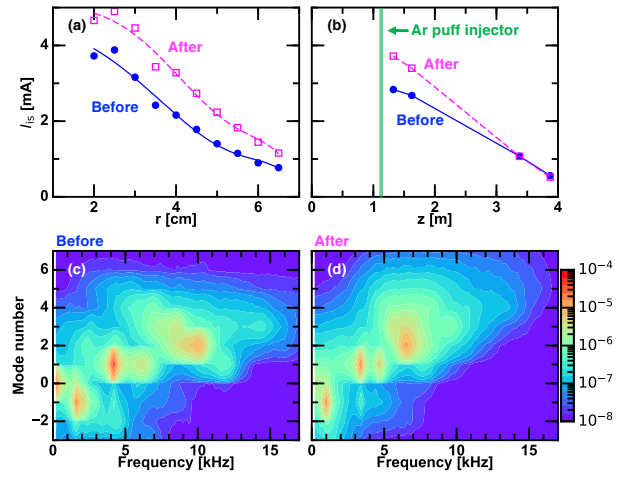 (a)
After
Before
4
2
0
I_is [mA]
2
4
6
r [cm]
(b)
Ar puff injector
After
Before
0
1
2
3
4
z [m]
Before
(c)
6
4
2
0
−2
Mode number
0
5
10
15
Frequency [kHz]
After
(d)
0
5
10
15
Frequency [kHz]
10⁻⁴
10⁻⁵
10⁻⁶
10⁻⁷
10⁻⁸